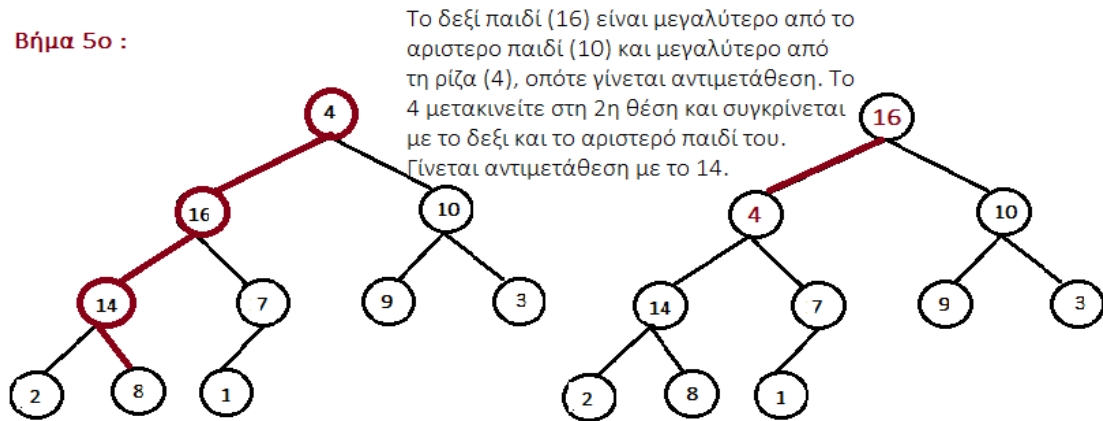 Βήμα 5ο :
Το δεξί παιδί (16) είναι μεγαλύτερο από το
αριστερο παιδί (10) και μεγαλύτερο από
τη ρίζα (4), οπότε γίνεται αντιμετάθεση. Το
4 μετακινείτε στη 2η θέση και συγκρίνεται
με το δεξι και το αριστερό παιδί του.
Γίνεται αντιμετάθεση με το 14.
4
16 10
14 7 9 3
2 8 1
16
4 10
14 7 9 3
2 8 1